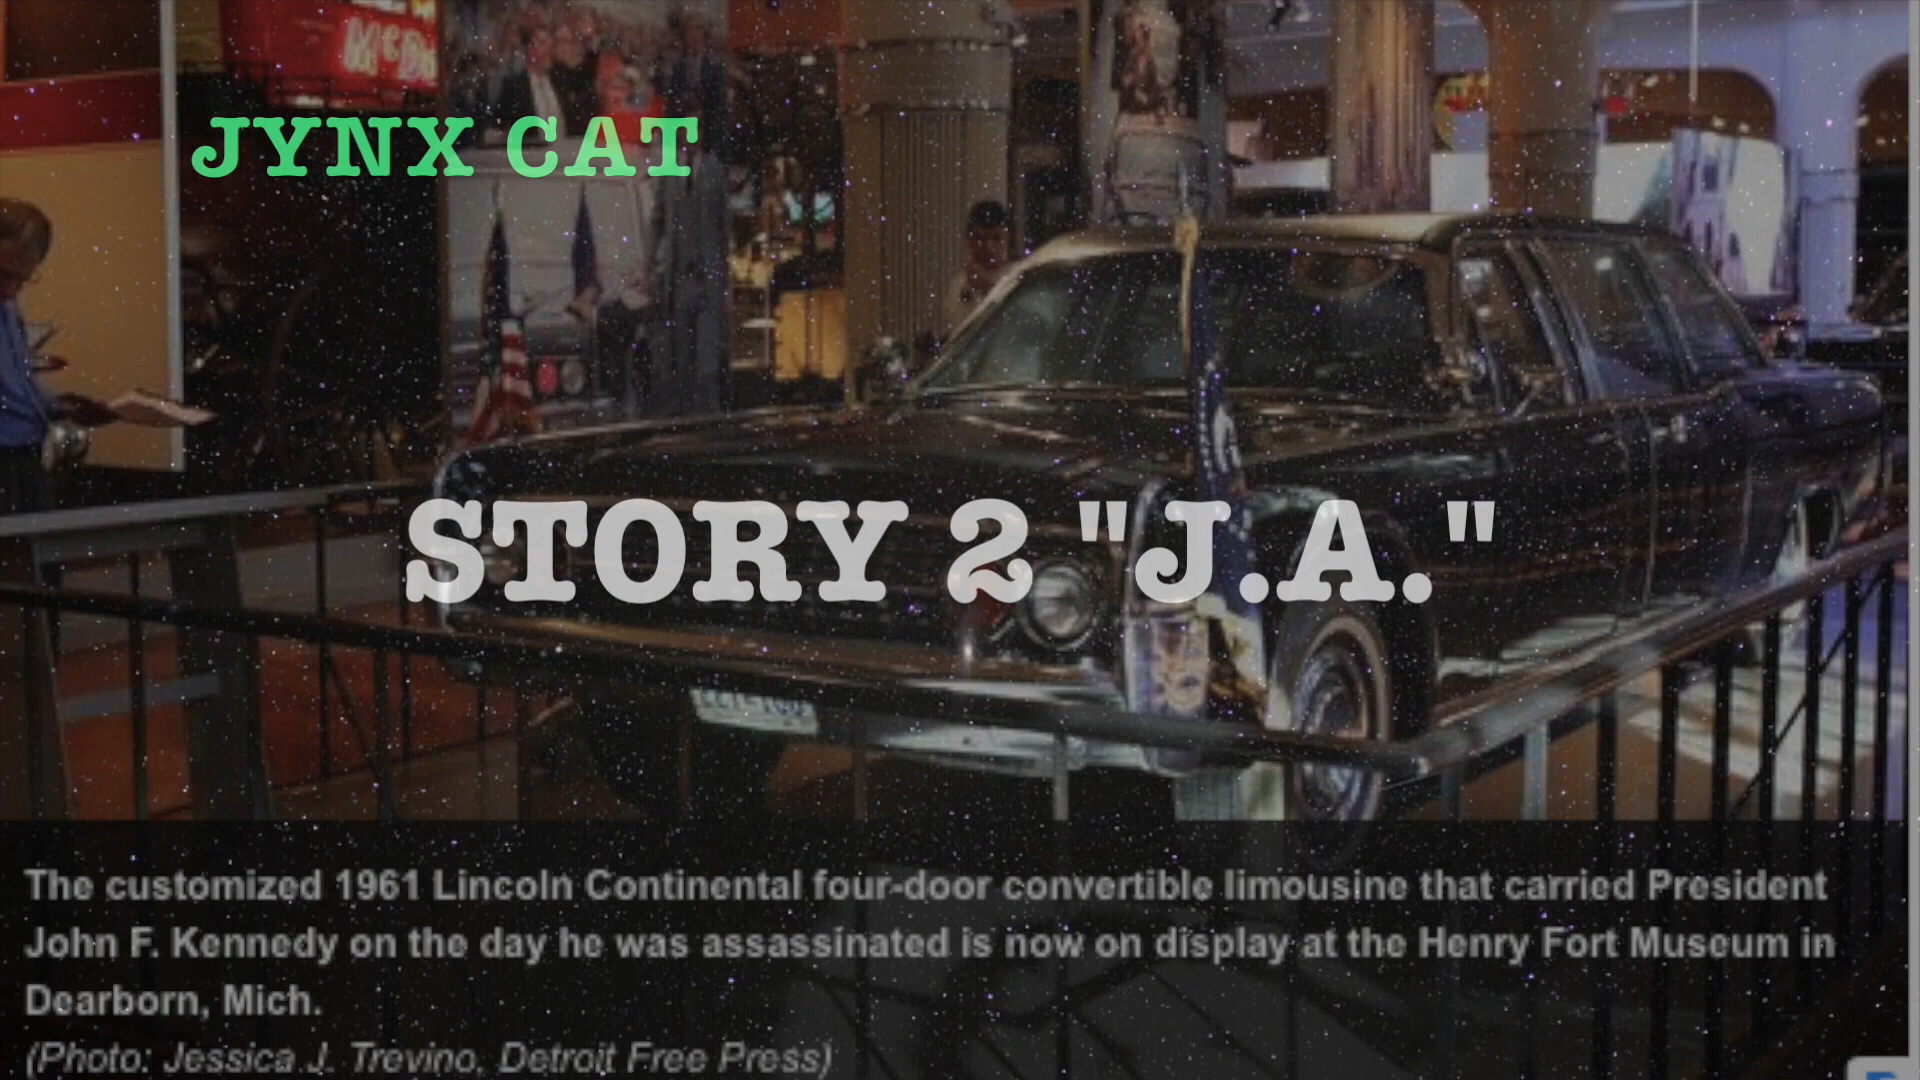 McDo
JYNX CAT
STORY 2 "J.A."
The customized 1961 Lincoln Continental four-door convertible limousine that carried President
John F. Kennedy on the day he was assassinated is now on display at the Henry Fort Museum in
Dearborn, Mich.
(Photo: Jessica J. Trevino, Detroit Free Press)